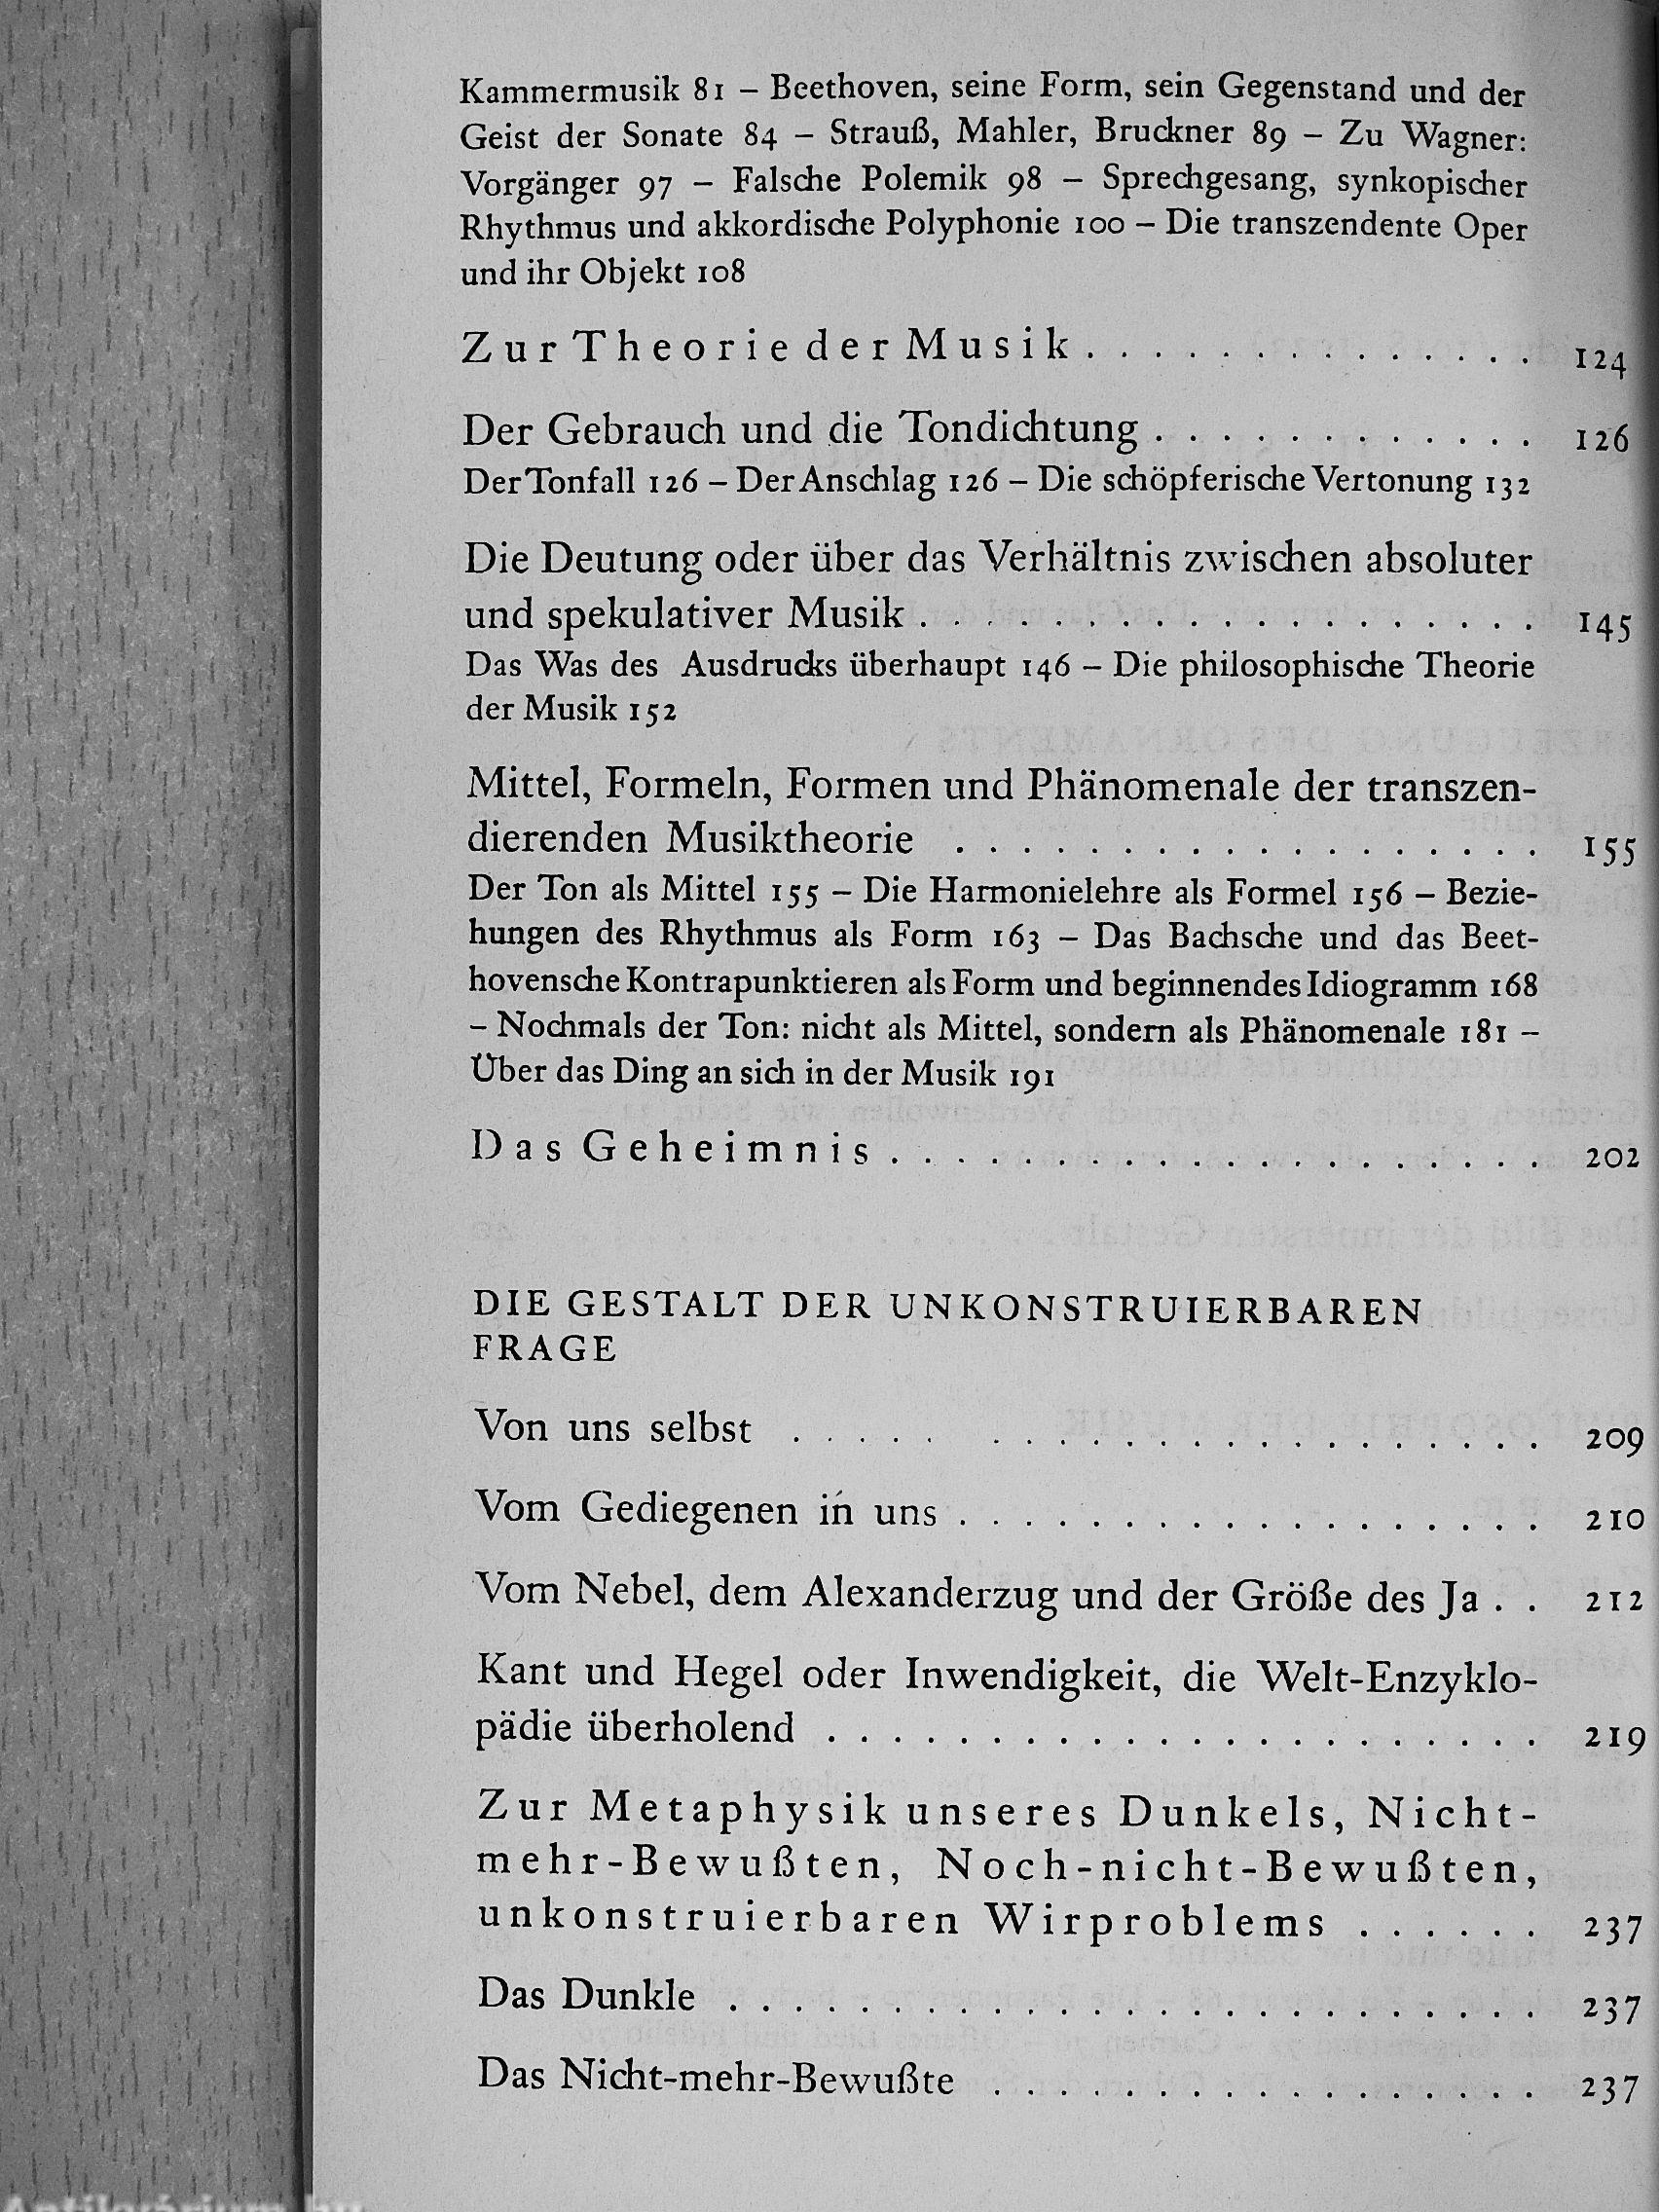 Kammermusik 81 – Beethoven, seine Form, sein Gegenstand und der
Geist der Sonate 84 – Strauß, Mahler, Bruckner 89 – Zu Wagner:
Vorgänger 97 – Falsche Polemik 98 – Sprechgesang, synkopischer
Rhythmus und akkordische Polyphonie 100 – Die transzendente Oper
und ihr Objekt 108
Zur Theorie der Musik . . . . . . . . . . . . . . 124
Der Gebrauch und die Tondichtung . . . . . . . . . . . . 126
Der Tonfall 126 – Der Anschlag 126 – Die schöpferische Vertonung 132
Die Deutung oder über das Verhältnis zwischen absoluter
und spekulativer Musik . . . . . . . . . . . . . . . . . . . 145
Das Was des Ausdrucks überhaupt 146 – Die philosophische Theorie
der Musik 152
Mittel, Formeln, Formen und Phänomenale der transzen-
dierenden Musiktheorie . . . . . . . . . . . . . . . . . . 155
Der Ton als Mittel 155 – Die Harmonielehre als Formel 156 – Bezie-
hungen des Rhythmus als Form 163 – Das Bachsche und das Beet-
hovensche Kontrapunktieren als Form und beginnendes Idiogramm 168
– Nochmals der Ton: nicht als Mittel, sondern als Phänomenale 181 –
Über das Ding an sich in der Musik 191
Das Geheimnis . . . . . . . . . . . . . . . . . . . . 202
DIE GESTALT DER UNKONSTRUIERBAREN
FRAGE
Von uns selbst . . . . . . . . . . . . . . . . . . . . . . 209
Vom Gediegenen in uns . . . . . . . . . . . . . . . . . . 210
Vom Nebel, dem Alexanderzug und der Größe des Ja . . 212
Kant und Hegel oder Inwendigkeit, die Welt-Enzyklo-
pädie überholend . . . . . . . . . . . . . . . . . . . . . . 219
Zur Metaphysik unseres Dunkels, Nicht-
mehr-Bewußten, Noch-nicht-Bewußten,
unkonstruierbaren Wirproblems . . . . . . 237
Das Dunkle . . . . . . . . . . . . . . . . . . . . . . . . . 237
Das Nicht-mehr-Bewußte . . . . . . . . . . . . . . . . . 237